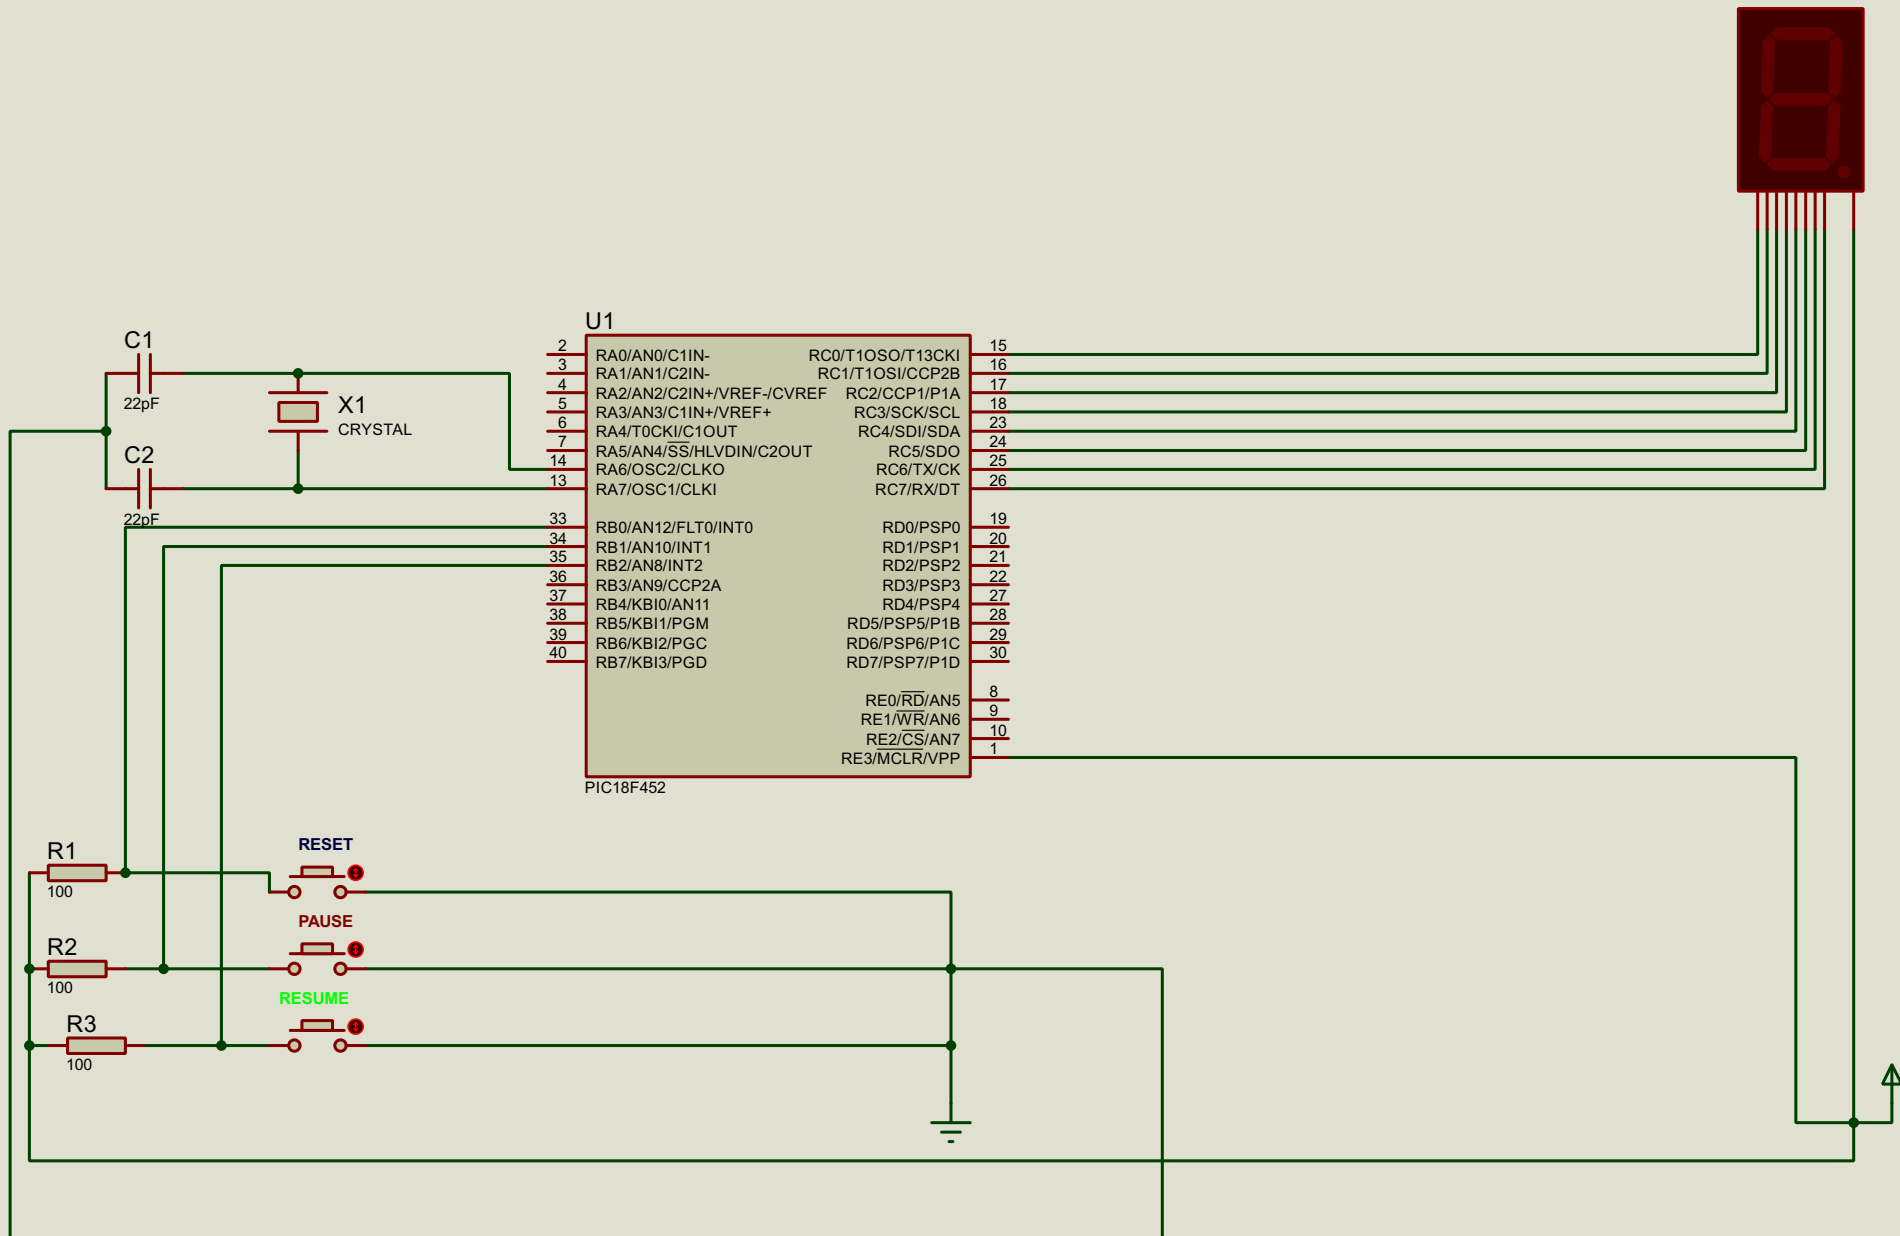 U1
C1
22pF
X1
CRYSTAL
C2
22pF
2 RA0/AN0/C1IN-
3 RA1/AN1/C2IN-
4 RA2/AN2/C2IN+/VREF-/CVREF
5 RA3/AN3/C1IN+/VREF+
6 RA4/T0CKI/C1OUT
7 RA5/AN4/SS/HLVDIN/C2OUT
14 RA6/OSC2/CLKO
13 RA7/OSC1/CLKI
33 RB0/AN12/FLT0/INT0
34 RB1/AN10/INT1
35 RB2/AN8/INT2
36 RB3/AN9/CCP2A
37 RB4/KBI0/AN11
38 RB5/KBI1/PGM
39 RB6/KBI2/PGC
40 RB7/KBI3/PGD
RC0/T1OSO/T13CKI 15
RC1/T1OSI/CCP2B 16
RC2/CCP1/P1A 17
RC3/SCK/SCL 18
RC4/SDI/SDA 23
RC5/SDO 24
RC6/TX/CK 25
RC7/RX/DT 26
RD0/PSP0 19
RD1/PSP1 20
RD2/PSP2 21
RD3/PSP3 22
RD4/PSP4 27
RD5/PSP5/P1B 28
RD6/PSP6/P1C 29
RD7/PSP7/P1D 30
RE0/RD/AN5 8
RE1/WR/AN6 9
RE2/CS/AN7 10
RE3/MCLR/VPP 1
PIC18F452
R1
100
RESET
PAUSE
R2
100
RESUME
R3
100